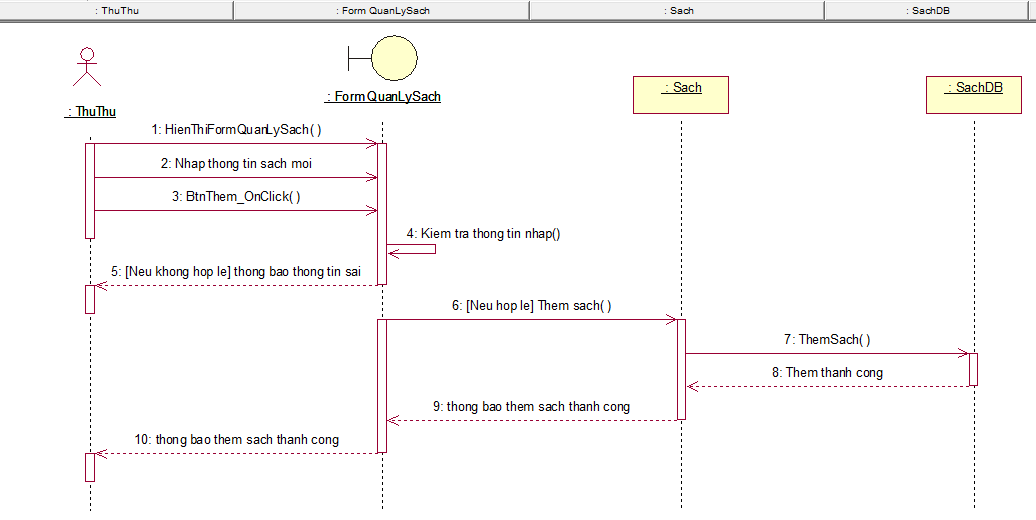 : ThuThu
: Form QuanLySach
: Sach
: SachDB
: ThuThu
: Form QuanLySach
: Sach
: SachDB
1: HienThiFormQuanLySach( )
2: Nhap thong tin sach moi
3: BtnThem_OnClick( )
4: Kiem tra thong tin nhap()
5: [Neu khong hop le] thong bao thong tin sai
6: [Neu hop le] Them sach( )
7: ThemSach( )
8: Them thanh cong
9: thong bao them sach thanh cong
10: thong bao them sach thanh cong